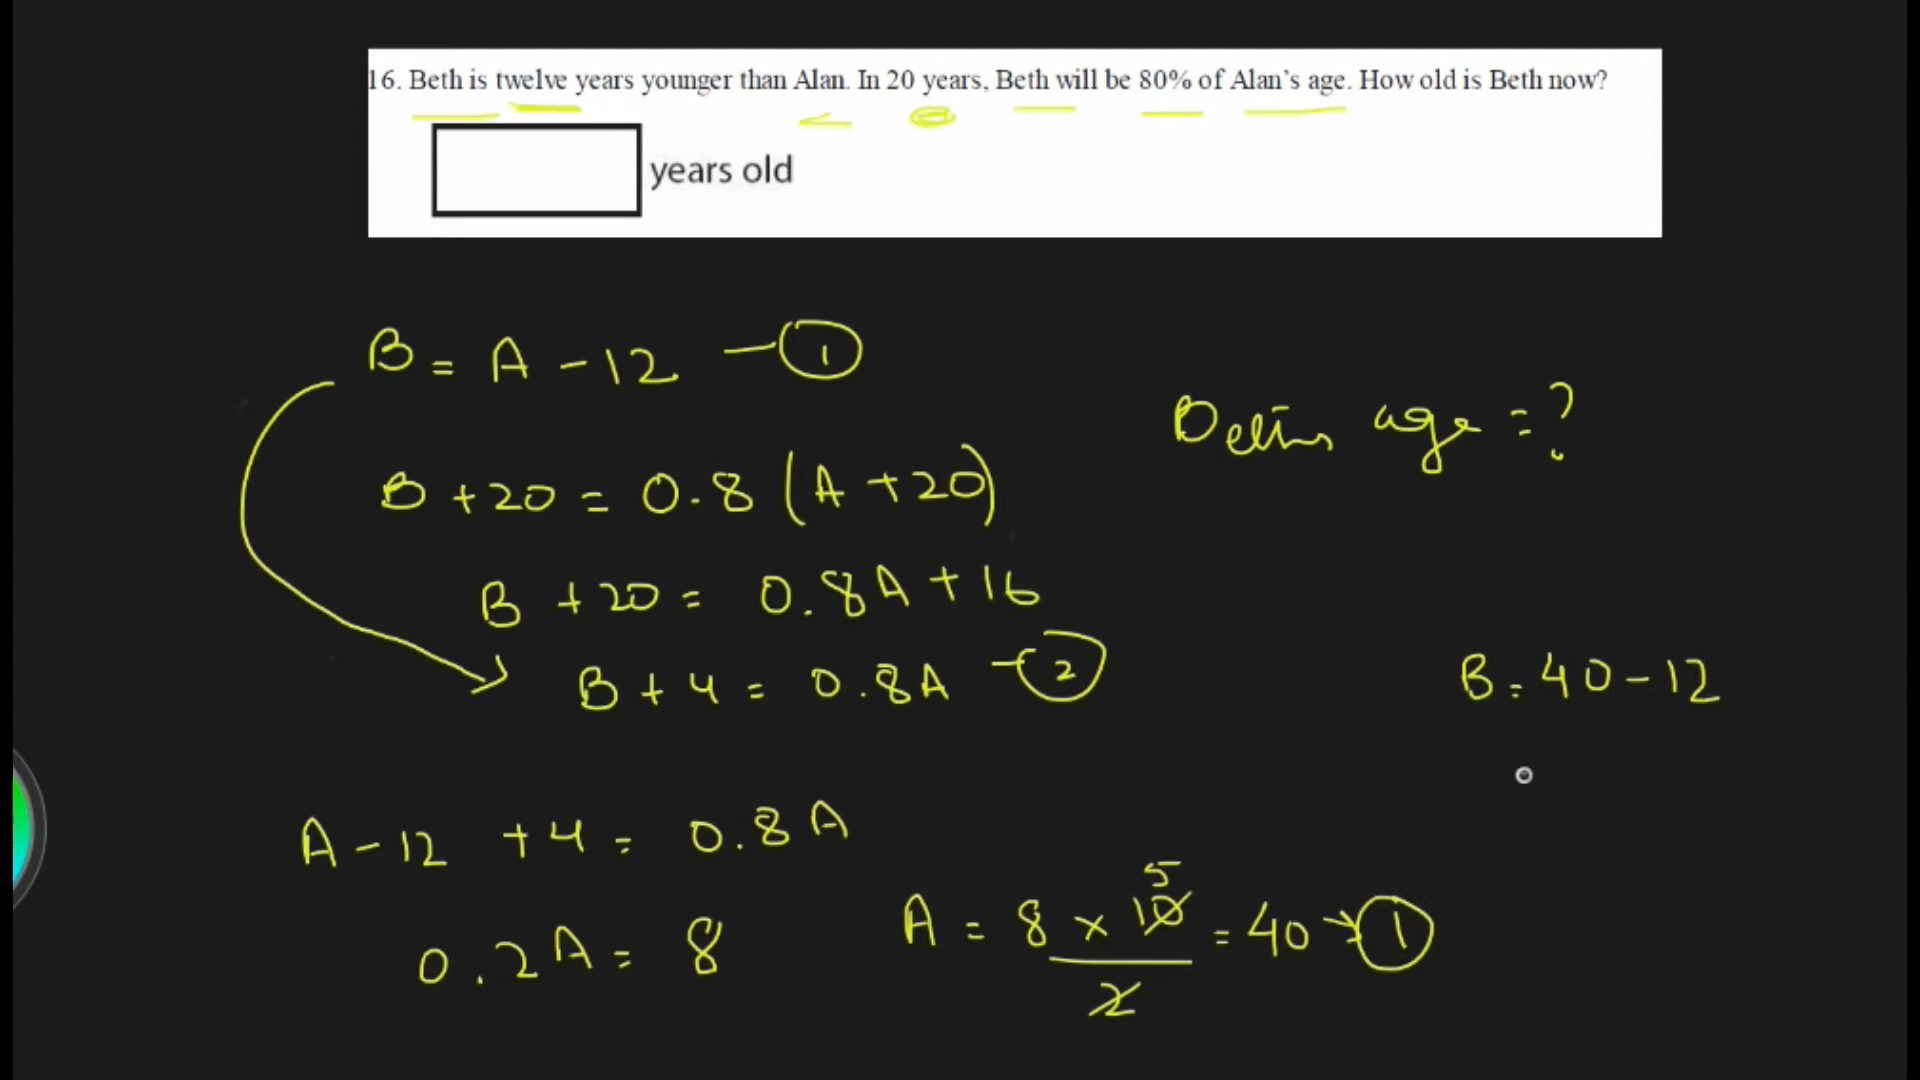 16. Beth is twelve years younger than Alan. In 20 years, Beth will be 80% of Alan's age. How old is Beth now?
years old
B = A - 12 — ①
Beths age = ?
B + 20 = 0.8 (A + 20)
B + 20 = 0.8A + 16
B + 4 = 0.8A — ②
B = 40 - 12
A - 12 + 4 = 0.8A
0.2A = 8
A = 8 × 10 5 / 2 = 40 → ①